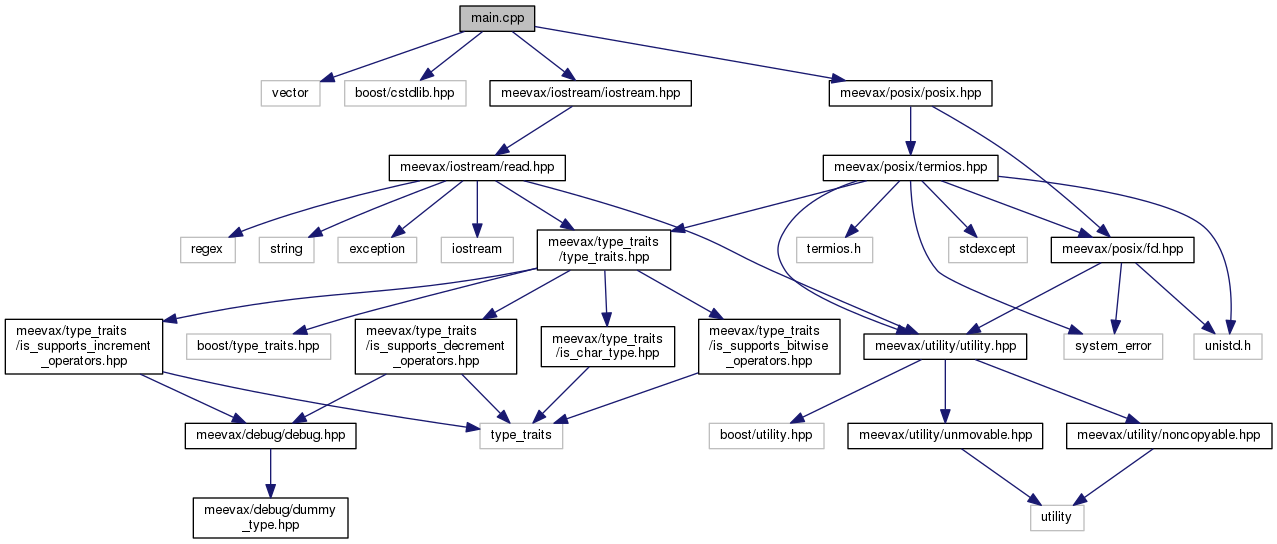 main.cpp
vector
boost/cstdlib.hpp
meevax/iostream/iostream.hpp
meevax/posix/posix.hpp
meevax/iostream/read.hpp
meevax/posix/termios.hpp
regex
string
exception
iostream
meevax/type_traits
/type_traits.hpp
termios.h
stdexcept
meevax/posix/fd.hpp
meevax/type_traits
/is_supports_increment
_operators.hpp
boost/type_traits.hpp
meevax/type_traits
/is_supports_decrement
_operators.hpp
meevax/type_traits
/is_char_type.hpp
meevax/type_traits
/is_supports_bitwise
_operators.hpp
meevax/utility/utility.hpp
system_error
unistd.h
meevax/debug/debug.hpp
type_traits
boost/utility.hpp
meevax/utility/unmovable.hpp
meevax/utility/noncopyable.hpp
meevax/debug/dummy
_type.hpp
utility